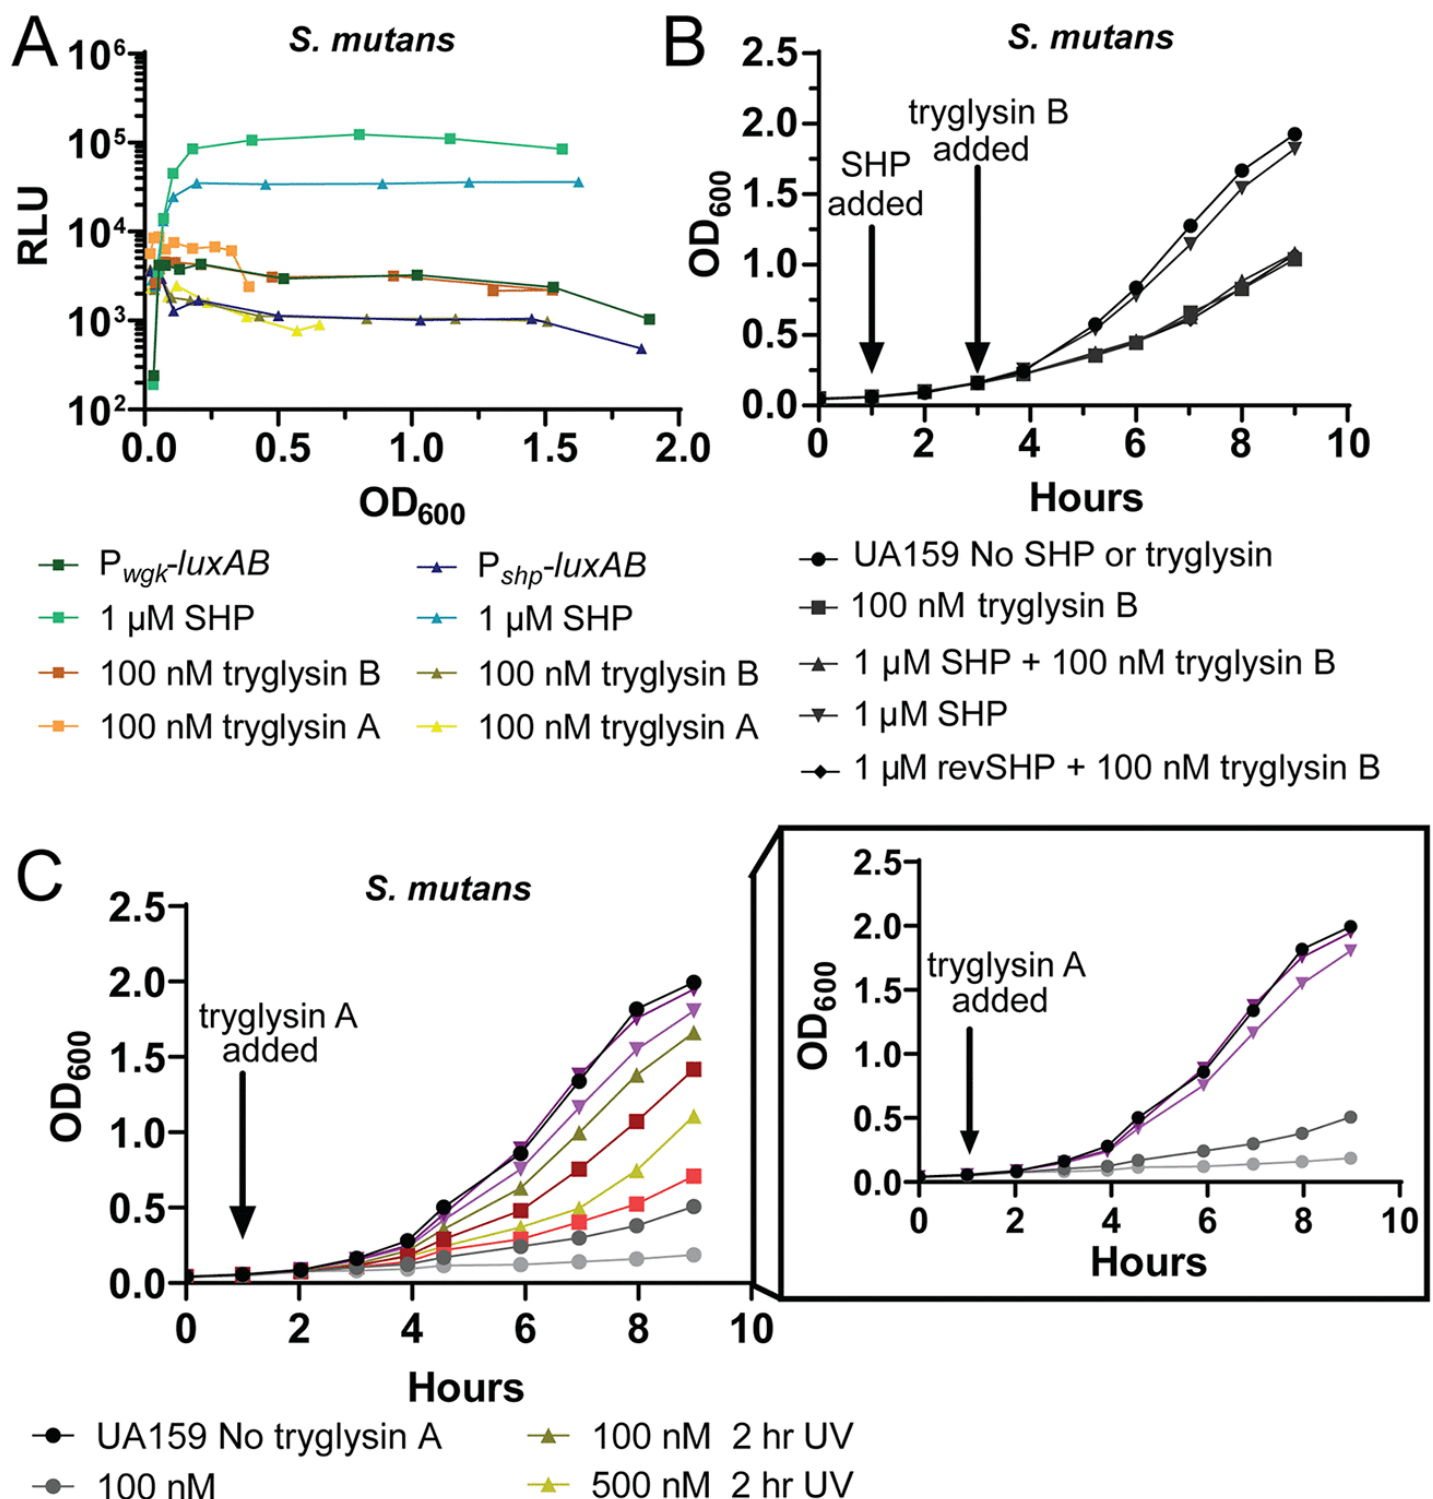 A
S. mutans
10⁶
10⁵
10⁴
10³
10²
RLU
0.0 0.5 1.0 1.5 2.0
OD₆₀₀
Pwgk-luxAB
1 µM SHP
100 nM tryglysin B
100 nM tryglysin A
Pshp-luxAB
1 µM SHP
100 nM tryglysin B
100 nM tryglysin A
B
S. mutans
2.5
2.0
1.5
1.0
0.5
0.0
OD₆₀₀
SHP
added
tryglysin B
added
0 2 4 6 8 10
Hours
UA159 No SHP or tryglysin
100 nM tryglysin B
1 µM SHP + 100 nM tryglysin B
1 µM SHP
1 µM revSHP + 100 nM tryglysin B
C
S. mutans
2.5
2.0
1.5
1.0
0.5
0.0
OD₆₀₀
tryglysin A
added
0 2 4 6 8 10
Hours
2.5
2.0
1.5
1.0
0.5
0.0
OD₆₀₀
tryglysin A
added
0 2 4 6 8 10
Hours
UA159 No tryglysin A
100 nM
100 nM 2 hr UV
500 nM 2 hr UV